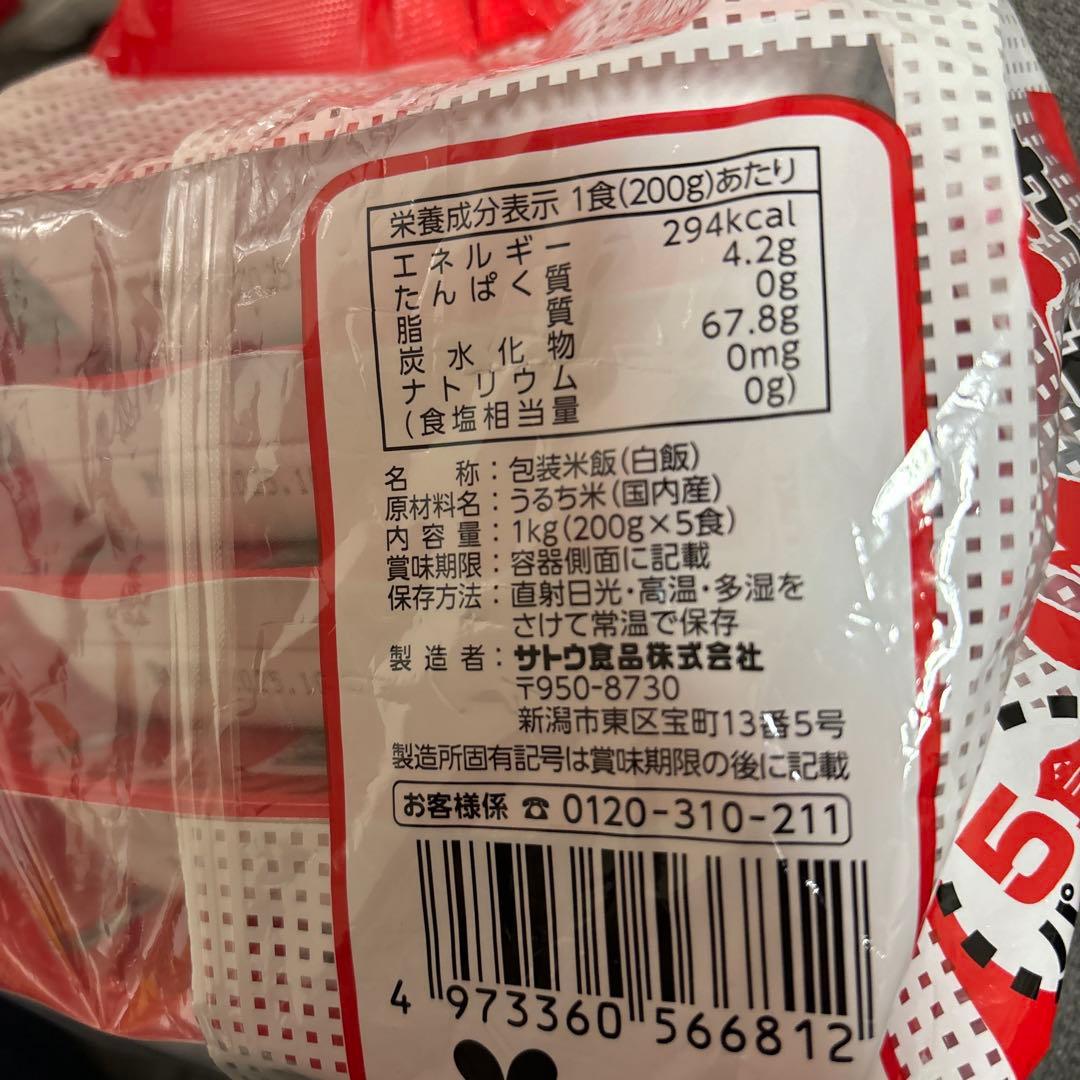 栄養成分表示 1食(200g)あたり
エネルギー 294kcal
たんぱく質 4.2g
脂質 0g
炭水化物 67.8g
ナトリウム 0mg
(食塩相当量 0g)
名称：包装米飯(白飯)
原材料名：うるち米(国内産)
内容量：1kg(200g×5食)
賞味期限：容器側面に記載
保存方法：直射日光・高温・多湿を
さけて常温で保存
製造者：サトウ食品株式会社
〒950-8730
新潟市東区宝町13番5号
製造所固有記号は賞味期限の後に記載
お客様係 ☎ 0120-310-211
4 973360 566812
5食
パ